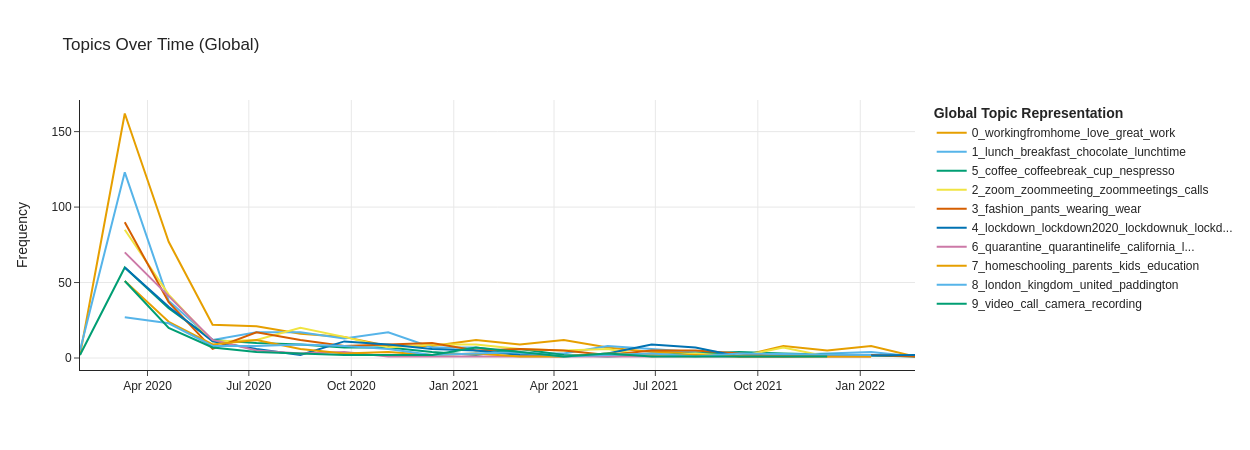 Topics Over Time (Global)
Frequency
150
100
50
0
Apr 2020
Jul 2020
Oct 2020
Jan 2021
Apr 2021
Jul 2021
Oct 2021
Jan 2022
Global Topic Representation
0_workingfromhome_love_great_work
1_lunch_breakfast_chocolate_lunchtime
5_coffee_coffeebreak_cup_nespresso
2_zoom_zoommeeting_zoommeetings_calls
3_fashion_pants_wearing_wear
4_lockdown_lockdown2020_lockdownuk_lockd...
6_quarantine_quarantinelife_california_l...
7_homeschooling_parents_kids_education
8_london_kingdom_united_paddington
9_video_call_camera_recording